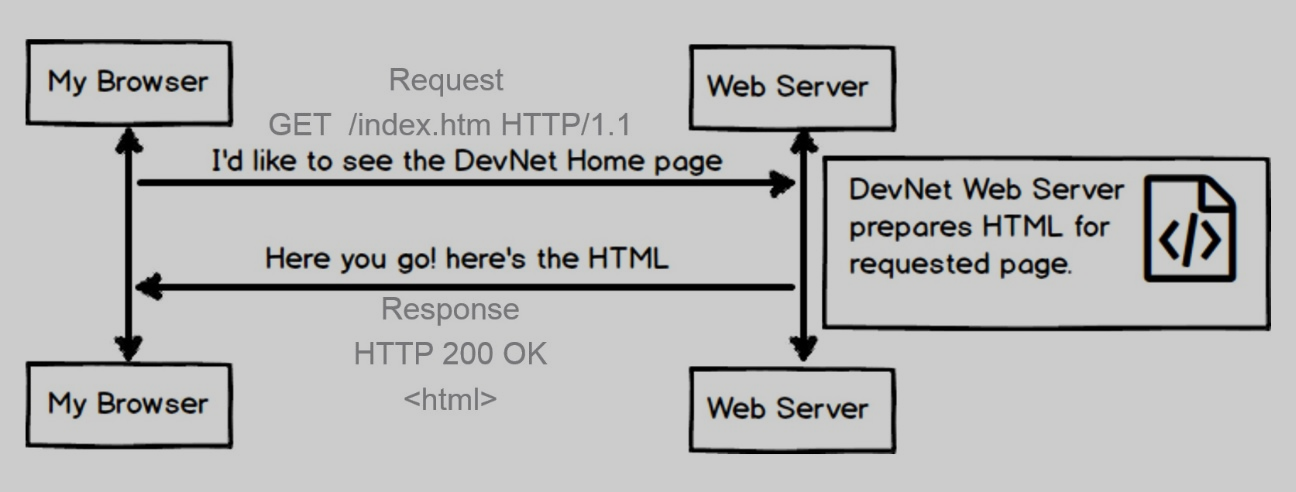 My Browser
Request
Web Server
GET /index.htm HTTP/1.1
I'd like to see the DevNet Home page
DevNet Web Server
prepares HTML for
requested page.
</>
Here you go! here's the HTML
Response
HTTP 200 OK
<html>
My Browser
Web Server